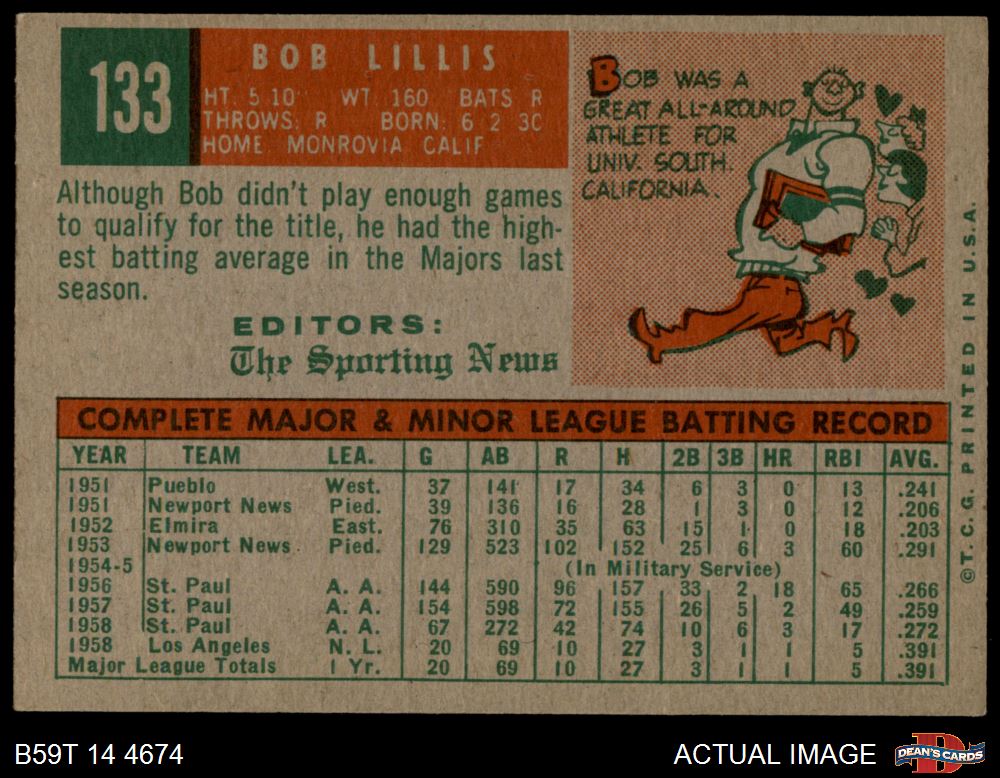 133
BOB LILLIS
HT. 5 10" WT. 160 BATS R
THROWS: R BORN: 6 2 30
HOME MONROVIA CALIF
Although Bob didn't play enough games
to qualify for the title, he had the high-
est batting average in the Majors last
season.
EDITORS:
The Sporting News
BOB WAS A
GREAT ALL-AROUND
ATHLETE FOR
UNIV. SOUTH.
CALIFORNIA.
COMPLETE MAJOR & MINOR LEAGUE BATTING RECORD
YEAR TEAM LEA. G AB R H 2B 3B HR RBI AVG.
1951 Pueblo West. 37 141 17 34 6 3 0 13 .241
1951 Newport News Pied. 39 136 16 28 1 3 0 12 .206
1952 Elmira East. 76 310 35 63 15 1 0 18 .203
1953 Newport News Pied. 129 523 102 152 25 6 3 60 .291
1954-5 (In Military Service)
1956 St. Paul A. A. 144 590 96 157 33 2 18 65 .266
1957 St. Paul A. A. 154 598 72 155 26 5 2 49 .259
1958 St. Paul A. A. 67 272 42 74 10 6 3 17 .272
1958 Los Angeles N. L. 20 69 10 27 3 1 1 5 .391
Major League Totals 1 Yr. 20 69 10 27 3 1 1 5 .391
©T.C.G. PRINTED IN U.S.A.
B59T 14 4674
ACTUAL IMAGE
D
DEAN'S CARDS